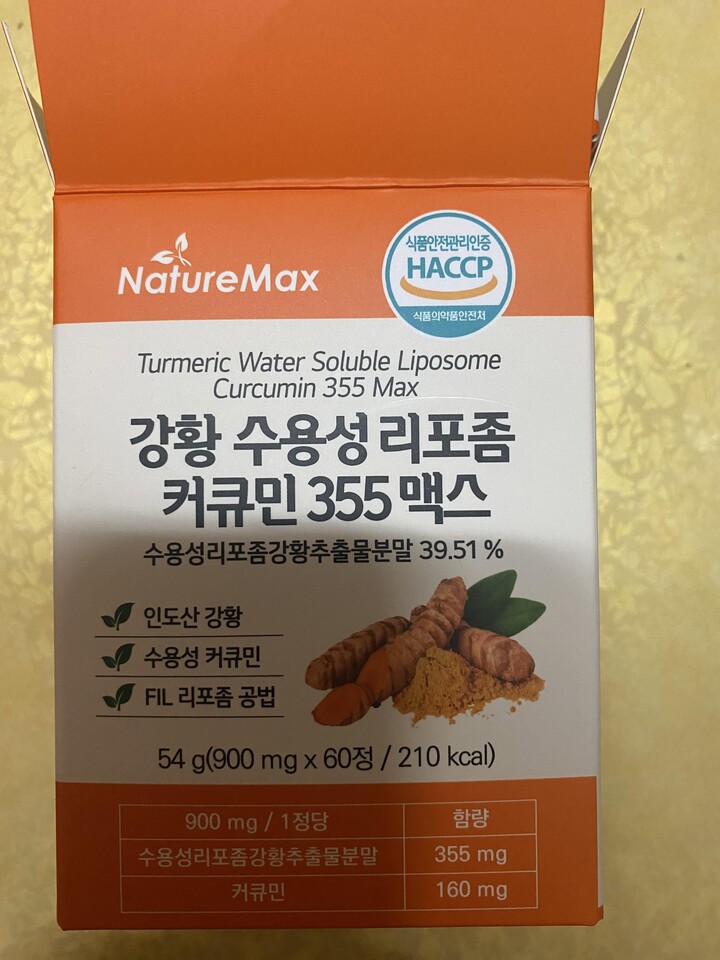 NatureMax
식품안전관리인증
HACCP
식품의약품안전처
Turmeric Water Soluble Liposome
Curcumin 355 Max
강황 수용성 리포좀
커큐민 355 맥스
수용성리포좀강황추출물분말 39.51 %
인도산 강황
수용성 커큐민
FIL 리포좀 공법
54 g(900 mg x 60정 / 210 kcal)
900 mg / 1정당 함량
수용성리포좀강황추출물분말 355 mg
커큐민 160 mg